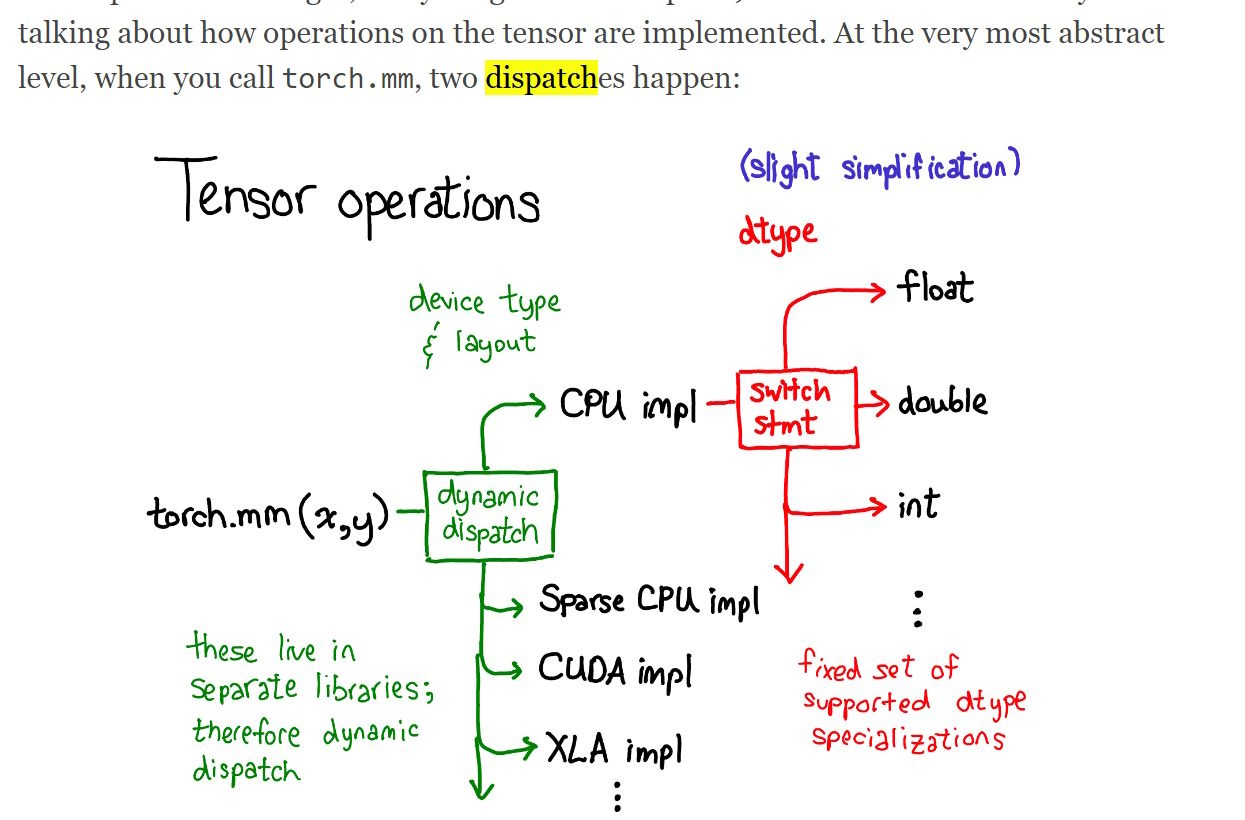 talking about how operations on the tensor are implemented. At the very most abstract
level, when you call torch.mm, two dispatches happen:
Tensor operations
(slight simplification)
dtype
device type
& layout
float
CPU impl
switch
stmt
double
torch.mm(x,y)
dynamic
dispatch
int
Sparse CPU impl
CUDA impl
XLA impl
these live in
separate libraries;
therefore dynamic
dispatch
fixed set of
supported dtype
specializations